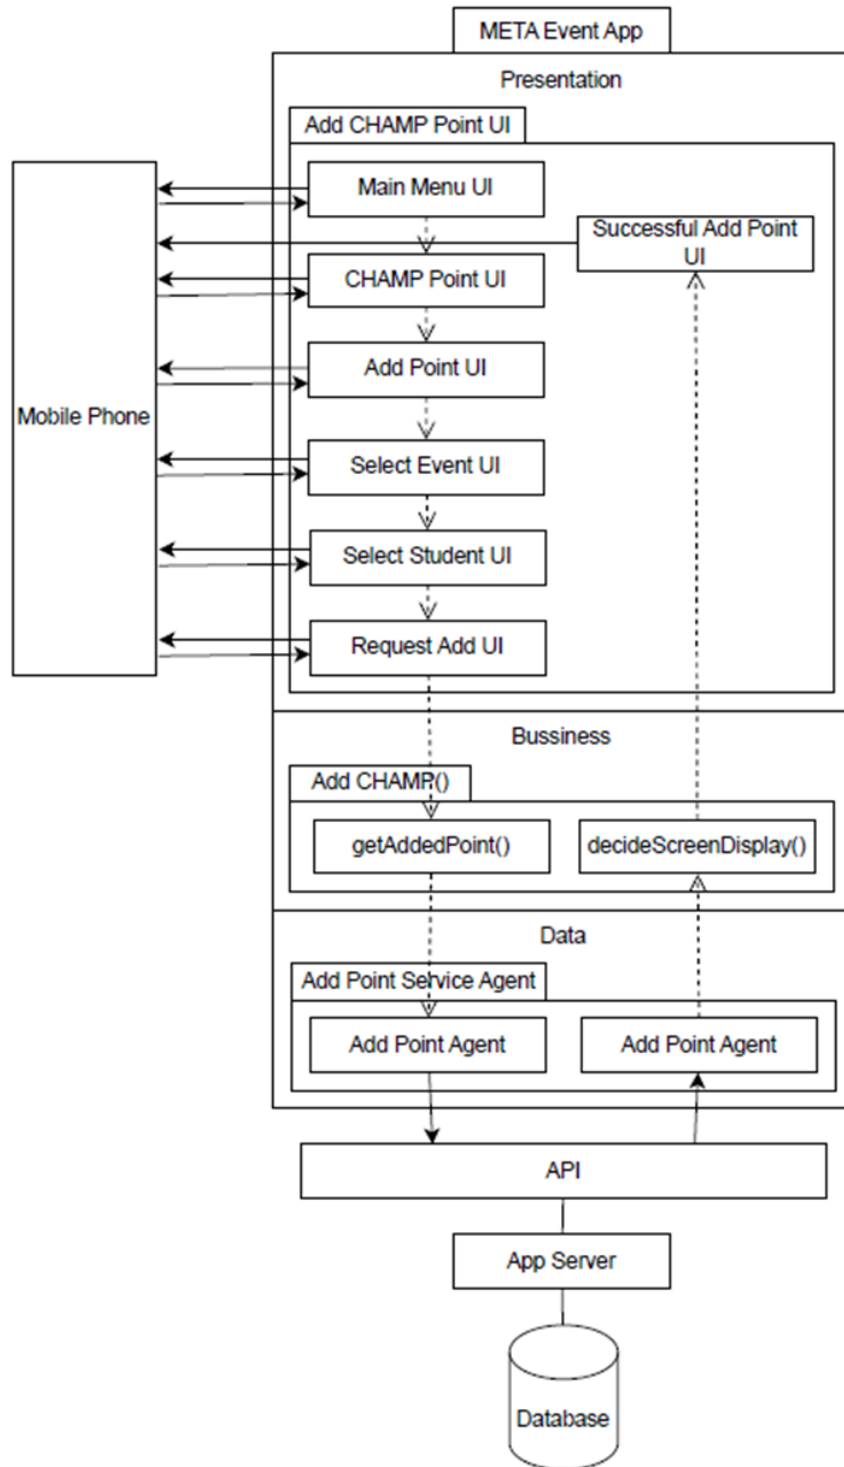 META Event App
Presentation
Add CHAMP Point UI
Main Menu UI
Successful Add Point
UI
CHAMP Point UI
Add Point UI
Mobile Phone
Select Event UI
Select Student UI
Request Add UI
Bussiness
Add CHAMP()
getAddedPoint()
decideScreenDisplay()
Data
Add Point Service Agent
Add Point Agent
Add Point Agent
API
App Server
Database